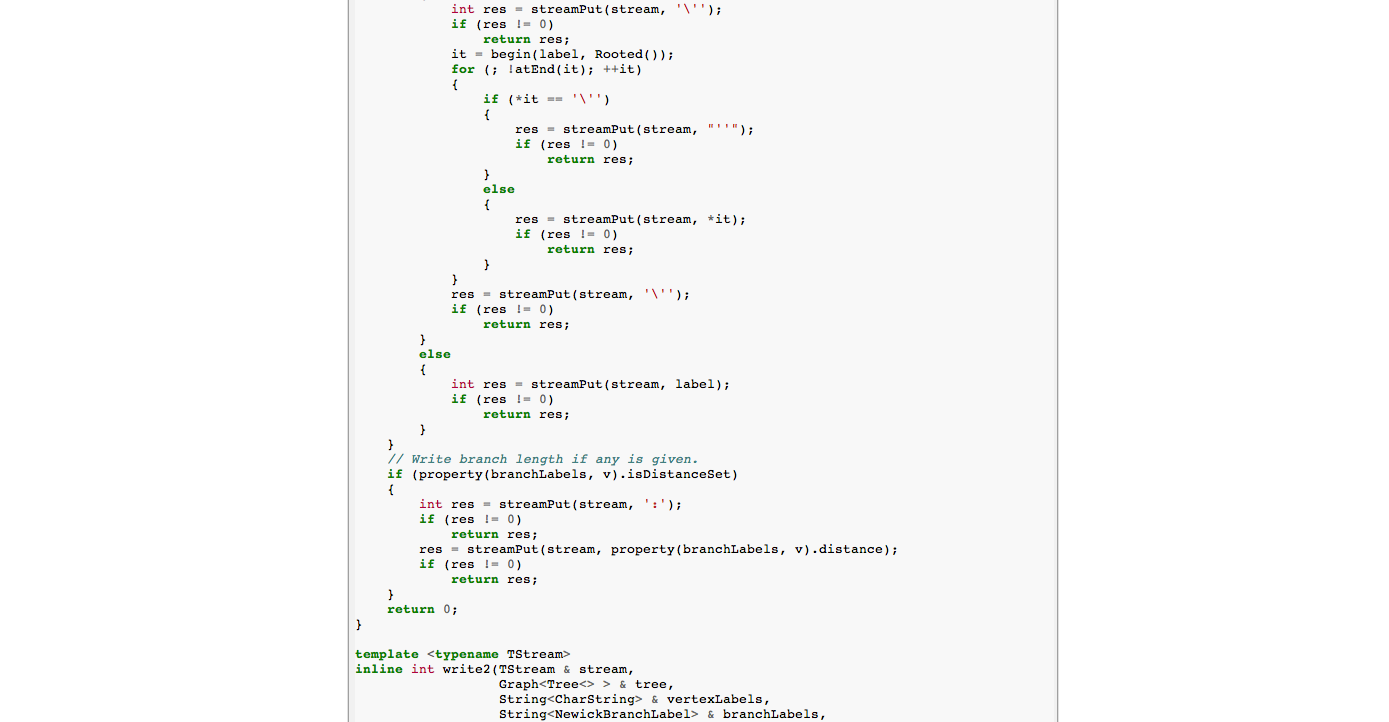 int res = streamPut(stream, '\'');
if (res != 0)
return res;
it = begin(label, Rooted());
for (; !atEnd(it); ++it)
{
if (*it == '\'')
{
res = streamPut(stream, "''");
if (res != 0)
return res;
}
else
{
res = streamPut(stream, *it);
if (res != 0)
return res;
}
}
res = streamPut(stream, '\'');
if (res != 0)
return res;
}
else
{
int res = streamPut(stream, label);
if (res != 0)
return res;
}
}
// Write branch length if any is given.
if (property(branchLabels, v).isDistanceSet)
{
int res = streamPut(stream, ':');
if (res != 0)
return res;
res = streamPut(stream, property(branchLabels, v).distance);
if (res != 0)
return res;
}
return 0;
}
template <typename TStream>
inline int write2(TStream & stream,
Graph<Tree<> > & tree,
String<CharString> & vertexLabels,
String<NewickBranchLabel> & branchLabels,